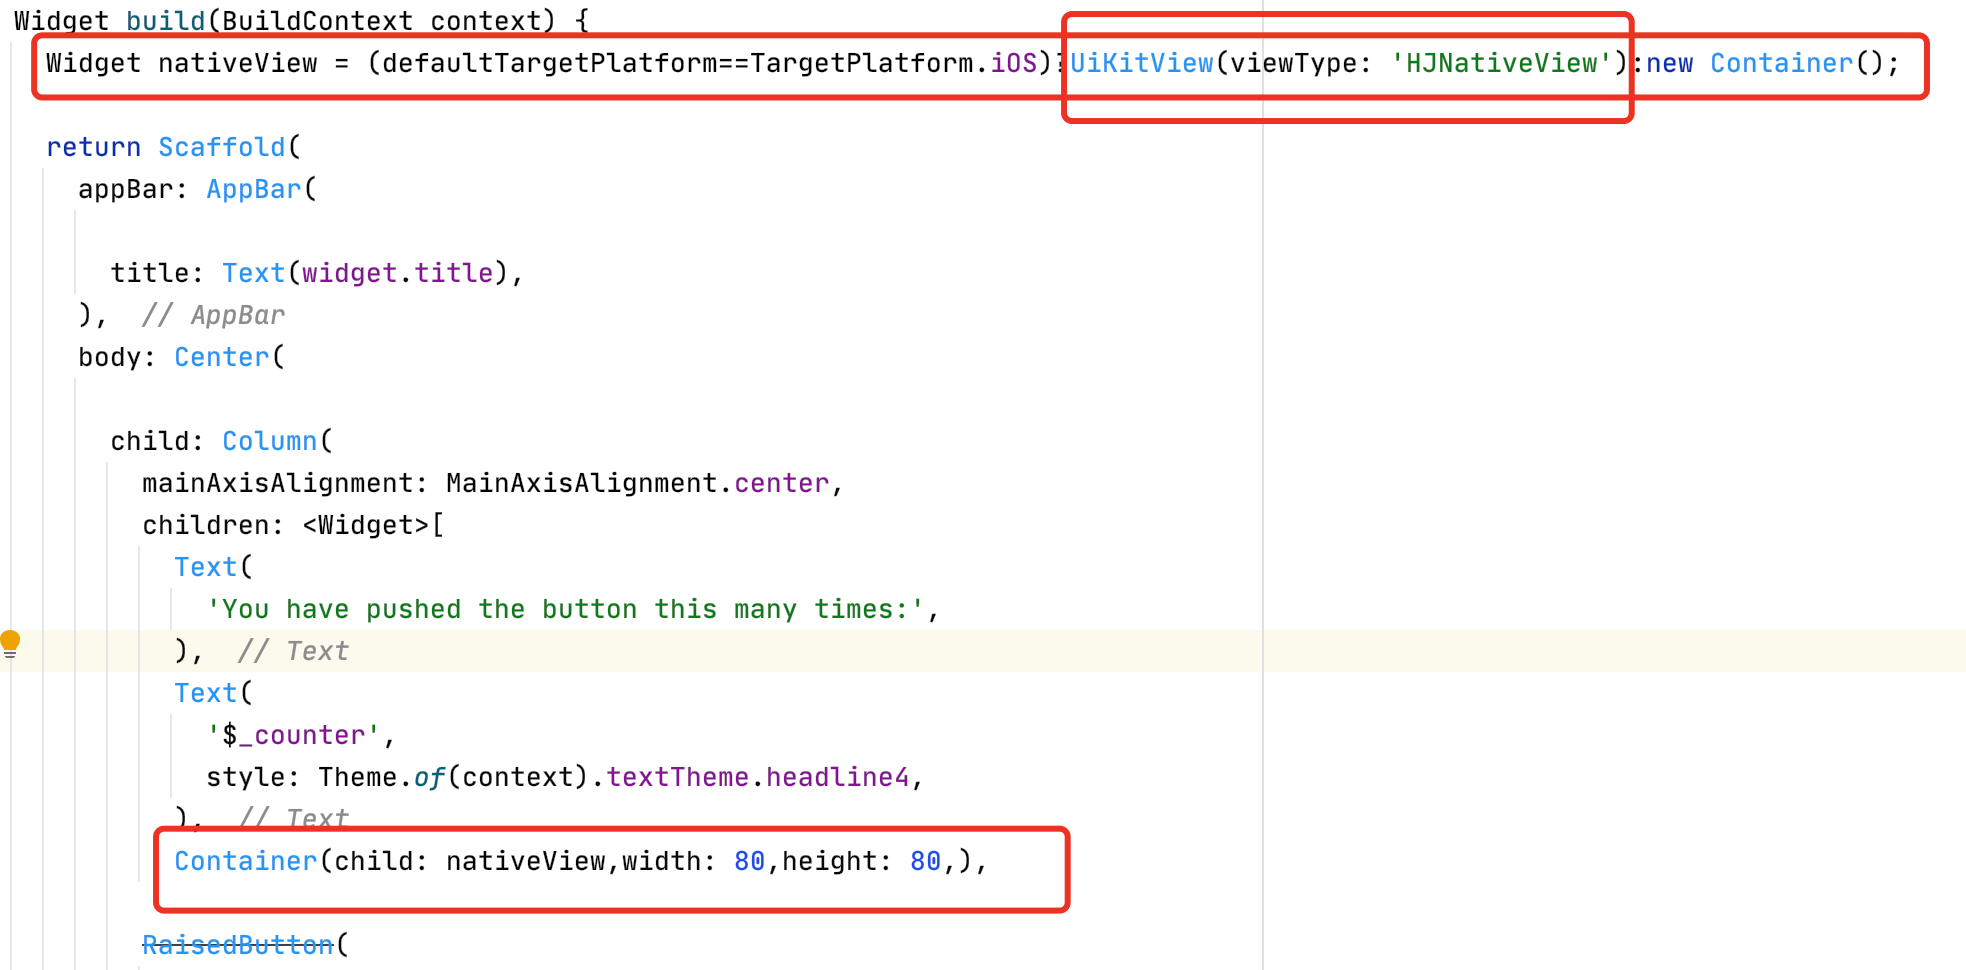 Widget build(BuildContext context) {
Widget nativeView = (defaultTargetPlatform==TargetPlatform.iOS)?UiKitView(viewType: 'HJNativeView'):new Container();
return Scaffold(
appBar: AppBar(
title: Text(widget.title),
), // AppBar
body: Center(
child: Column(
mainAxisAlignment: MainAxisAlignment.center,
children: <Widget>[
Text(
'You have pushed the button this many times:',
), // Text
Text(
'$_counter',
style: Theme.of(context).textTheme.headline4,
), // Text
Container(child: nativeView,width: 80,height: 80,),
RaisedButton(